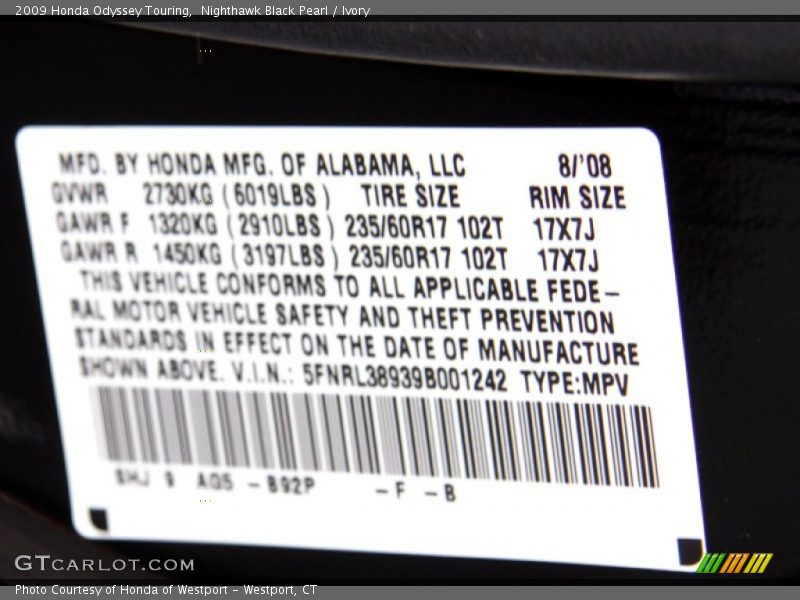 2009 Honda Odyssey Touring,  Nighthawk Black Pearl / Ivory
MFD. BY HONDA MFG. OF ALABAMA, LLC 8/'08
GVWR 2730KG (6019LBS) TIRE SIZE RIM SIZE
GAWR F 1320KG (2910LBS) 235/60R17 102T 17X7J
GAWR R 1450KG (3197LBS) 235/60R17 102T 17X7J
THIS VEHICLE CONFORMS TO ALL APPLICABLE FEDE-
RAL MOTOR VEHICLE SAFETY AND THEFT PREVENTION
STANDARDS IN EFFECT ON THE DATE OF MANUFACTURE
SHOWN ABOVE. V.I.N.: 5FNRL38939B001242 TYPE:MPV
SHJ 9 A05 - B92P - F - B
GTCARLOT.COM
Photo Courtesy of Honda of Westport - Westport, CT